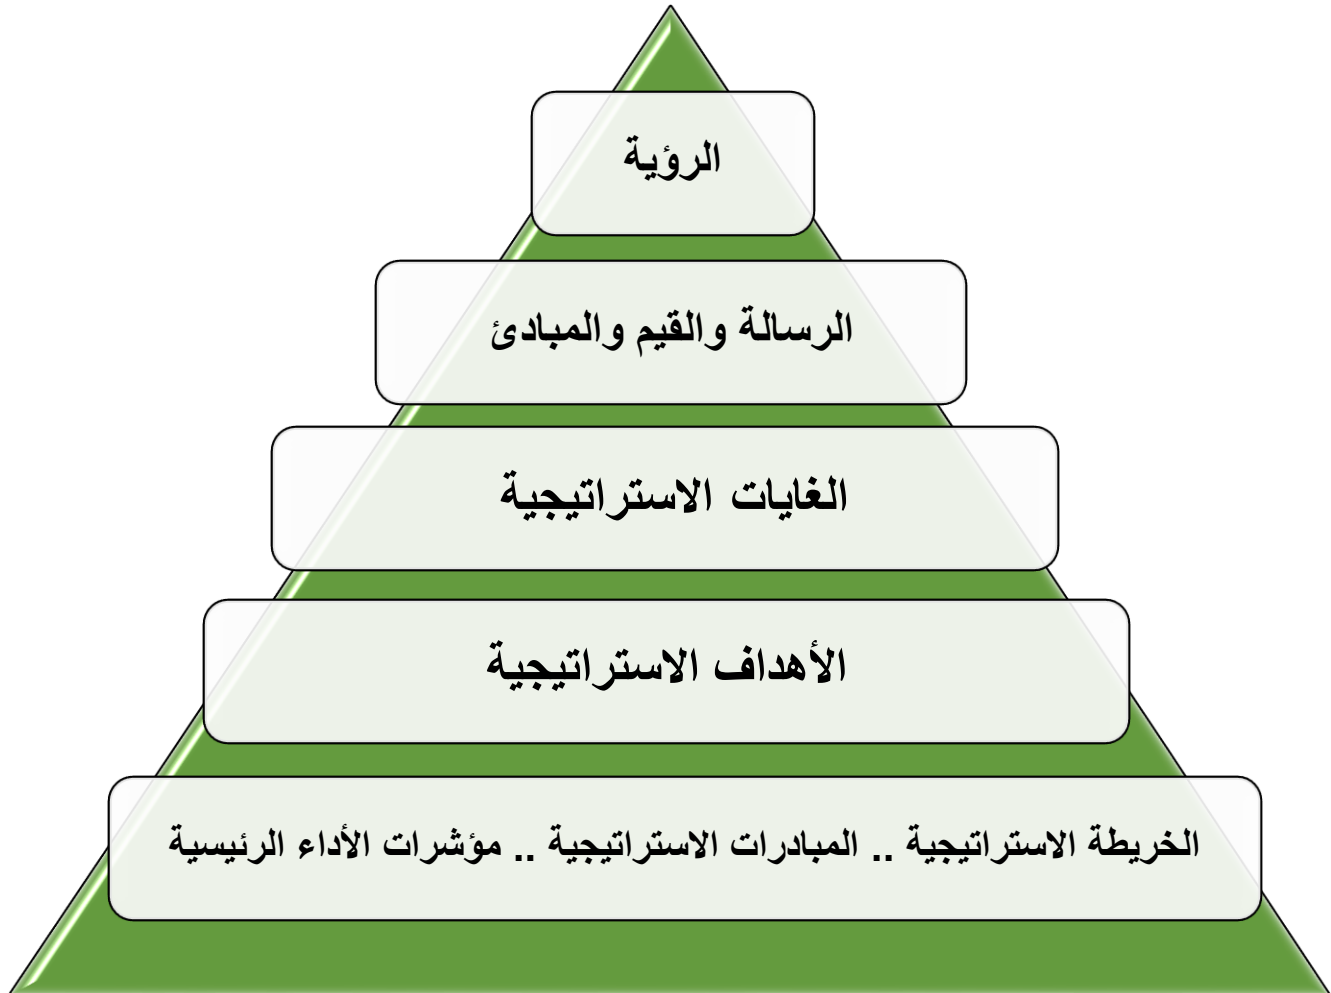 الرؤية
الرسالة والقيم والمبادئ
الغايات الاستراتيجية
الأهداف الاستراتيجية
الخريطة الاستراتيجية .. المبادرات الاستراتيجية .. مؤشرات الأداء الرئيسية